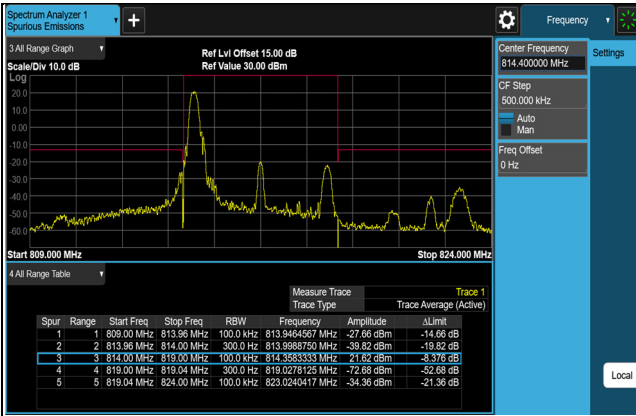 Spectrum Analyzer 1
Spurious Emissions
Frequency
3 All Range Graph
Ref Lvl Offset 15.00 dB
Scale/Div 10.0 dB
Ref Value 30.00 dBm
Log
20.0
10.0
0.00
-10.0
-20.0
-30.0
-40.0
-50.0
-60.0
Start 809.000 MHz
Stop 824.000 MHz
4 All Range Table
Measure Trace
Trace 1
Trace Type
Trace Average (Active)
Spur Range Start Freq Stop Freq RBW Frequency Amplitude ΔLimit
1 1 809.00 MHz 813.96 MHz 100.0 kHz 813.9464567 MHz -27.66 dBm -14.66 dB
2 2 813.96 MHz 814.00 MHz 300.0 Hz 813.9988750 MHz -39.82 dBm -19.82 dB
3 3 814.00 MHz 819.00 MHz 100.0 kHz 814.3583333 MHz 21.62 dBm -8.376 dB
4 4 819.00 MHz 819.04 MHz 300.0 Hz 819.0278125 MHz -72.68 dBm -52.68 dB
5 5 819.04 MHz 824.00 MHz 100.0 kHz 823.0240417 MHz -34.36 dBm -21.36 dB
Center Frequency
814.400000 MHz
Settings
CF Step
500.000 kHz
Auto
Man
Freq Offset
0 Hz
Local